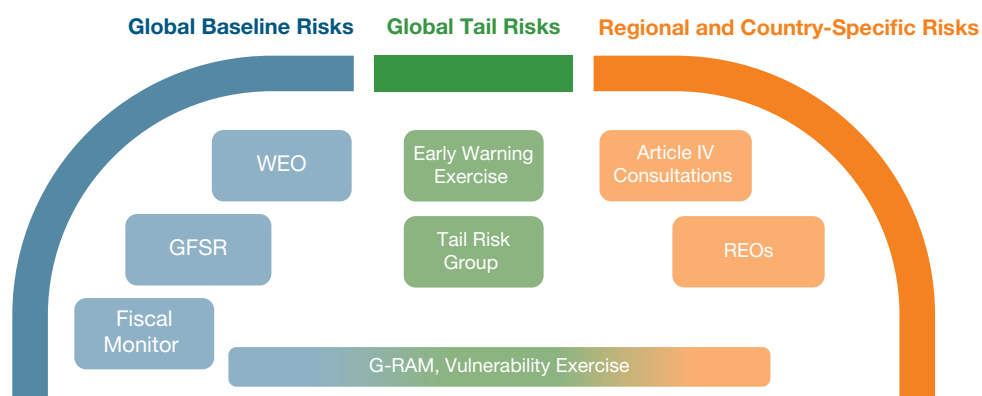 Global Baseline Risks
Global Tail Risks
Regional and Country-Specific Risks
WEO
Early Warning
Exercise
Article IV
Consultations
GFSR
Tail Risk
Group
REOs
Fiscal
Monitor
G-RAM, Vulnerability Exercise